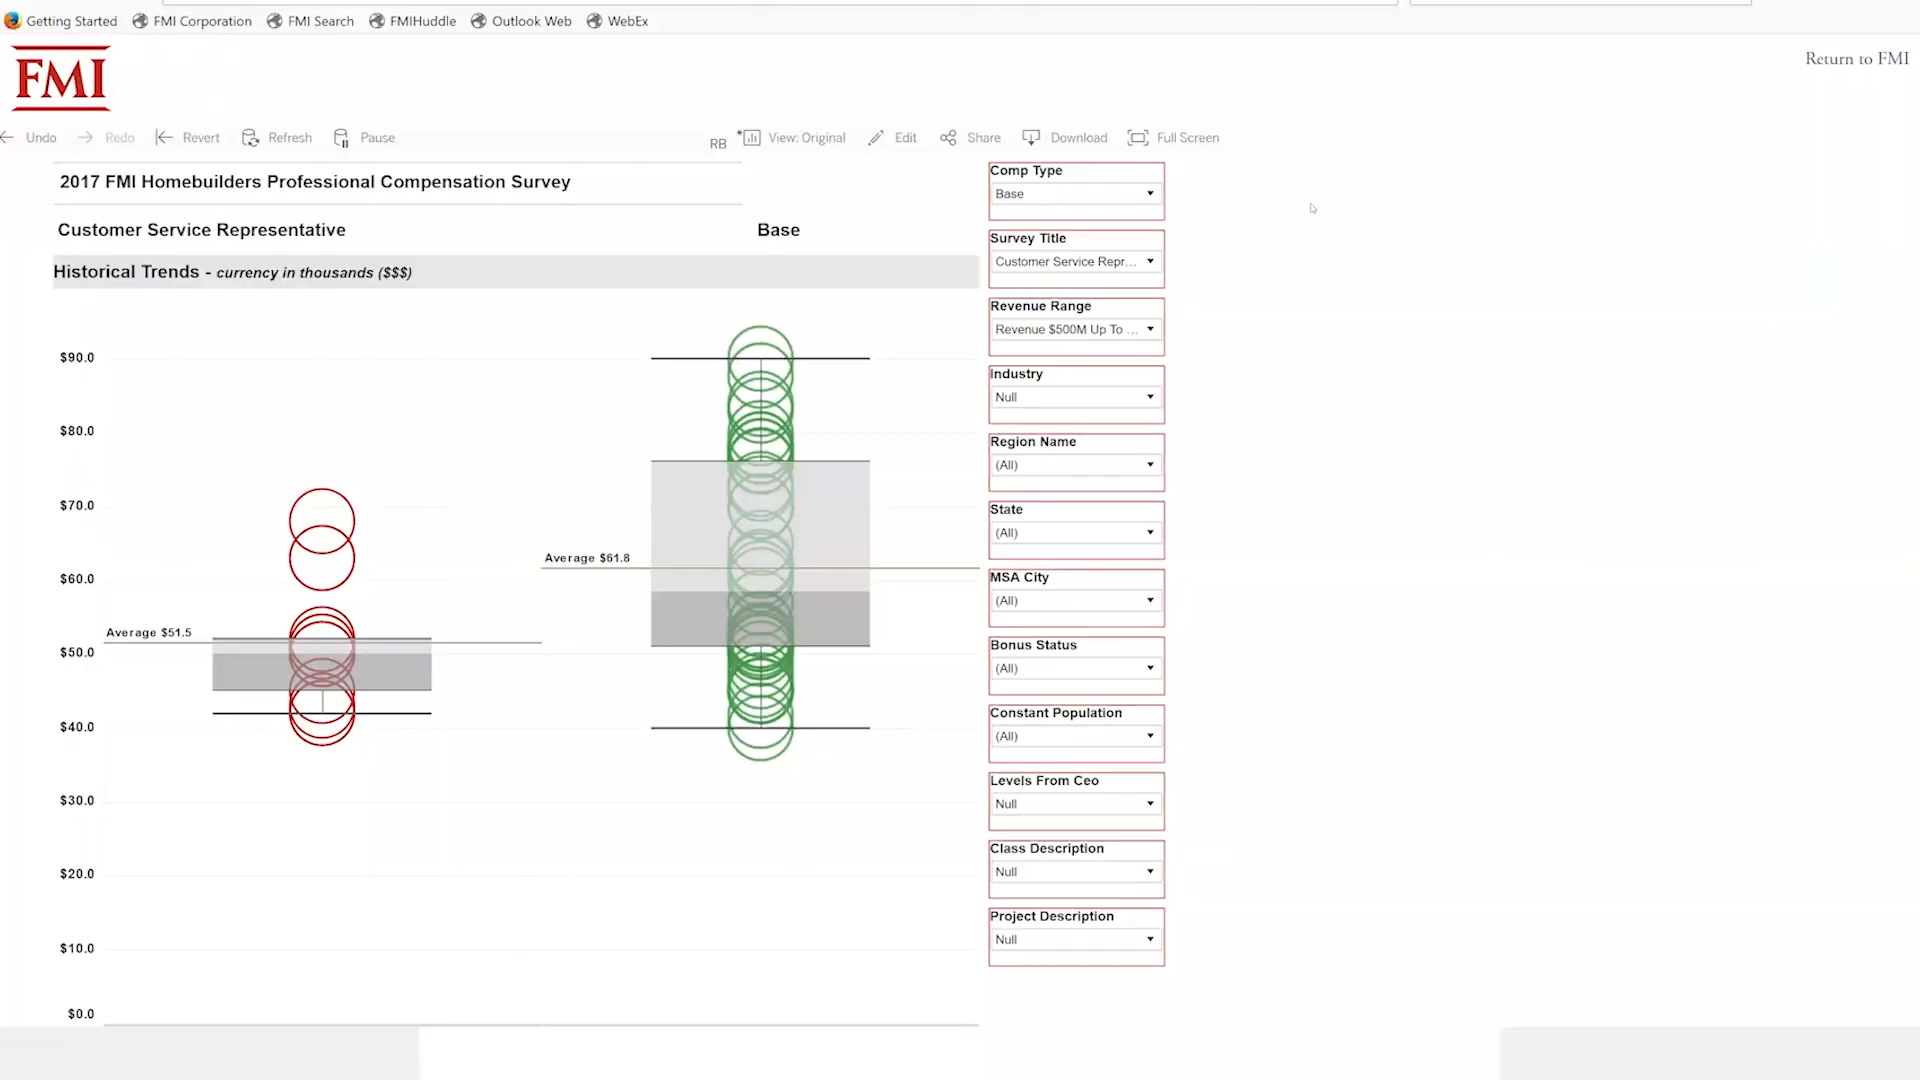 Getting Started FMI Corporation FMI Search FMIHuddle Outlook Web WebEx
FMI
Return to FMI
Undo Redo Revert Refresh Pause RB View: Original Edit Share Download Full Screen
2017 FMI Homebuilders Professional Compensation Survey
Customer Service Representative Base
Historical Trends - currency in thousands ($$$)
$90.0
$80.0
$70.0
$60.0
$50.0
$40.0
$30.0
$20.0
$10.0
$0.0
Average $51.5
Average $61.8
Comp Type
Base
Survey Title
Customer Service Repr...
Revenue Range
Revenue $500M Up To ...
Industry
Null
Region Name
(All)
State
(All)
MSA City
(All)
Bonus Status
(All)
Constant Population
(All)
Levels From Ceo
Null
Class Description
Null
Project Description
Null